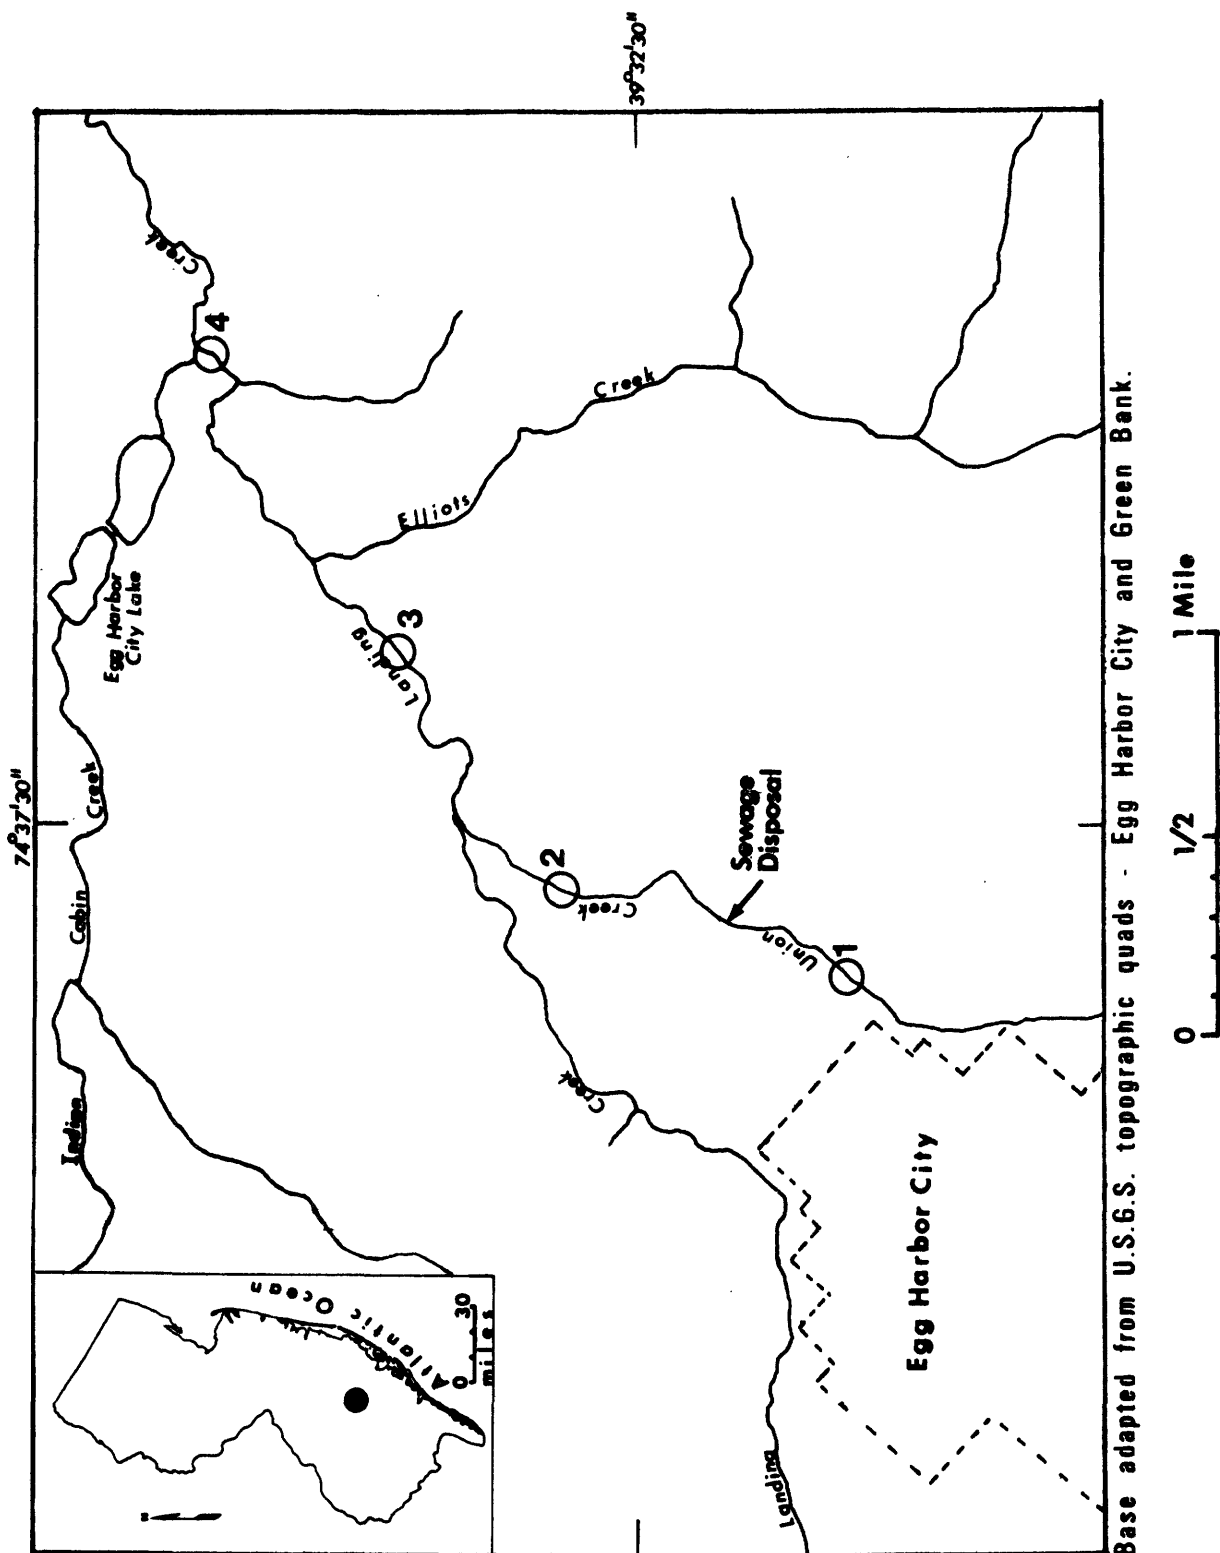 74°37'30"
39°32'30"
Indian
Cabin
Creek
Egg Harbor
City Lake
Creek
4
Landing
3
Elliots
Creek
2
Creek
Sewage
Disposal
Union
1
Creek
Landing
Egg Harbor City
Atlantic Ocean
0 30
miles
N
Base adapted from U.S.G.S. topographic quads - Egg Harbor City and Green Bank.
0 1/2 1 Mile